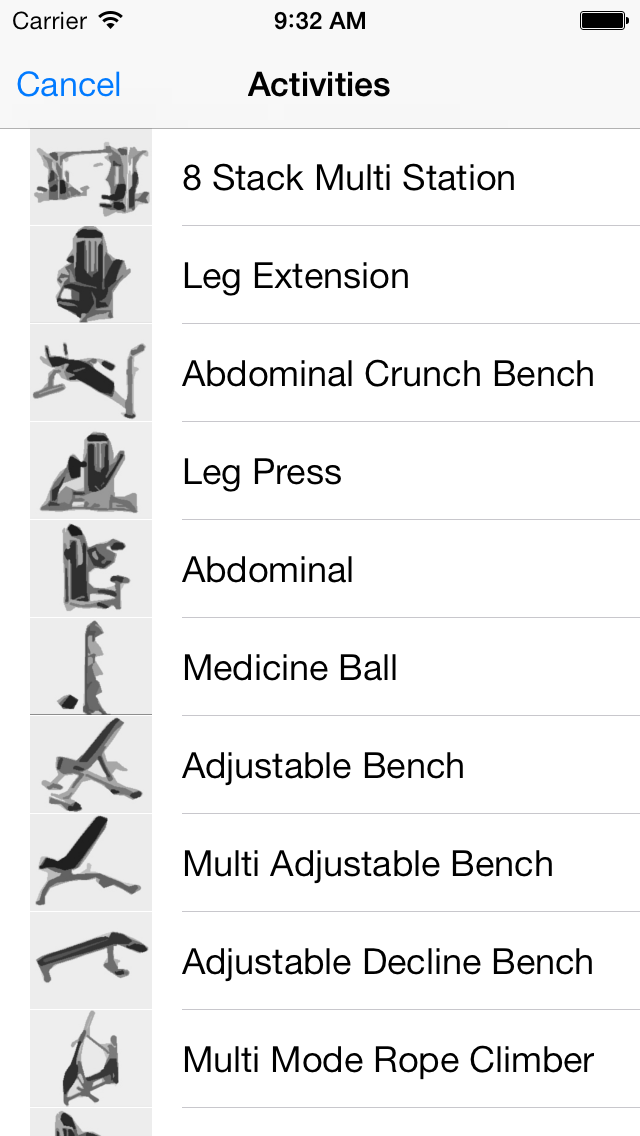 Carrier 9:32 AM
Cancel Activities
8 Stack Multi Station
Leg Extension
Abdominal Crunch Bench
Leg Press
Abdominal
Medicine Ball
Adjustable Bench
Multi Adjustable Bench
Adjustable Decline Bench
Multi Mode Rope Climber